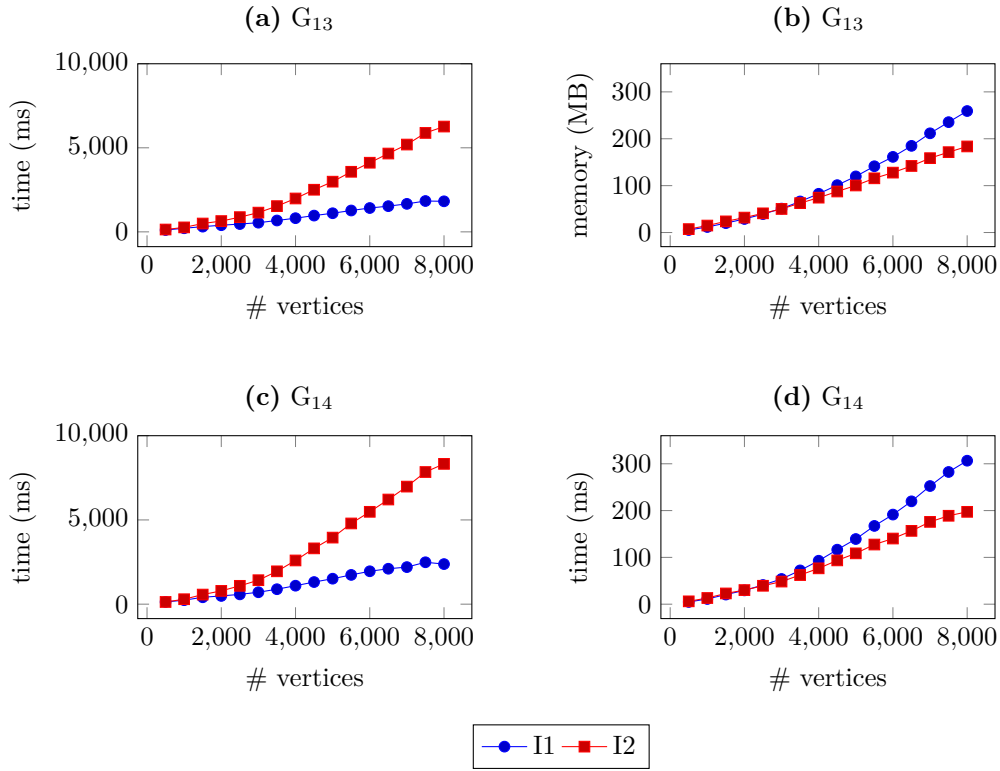 (a) G₁₃
10,000
5,000
0
time (ms)
0 2,000 4,000 6,000 8,000
# vertices
(b) G₁₃
300
200
100
0
memory (MB)
0 2,000 4,000 6,000 8,000
# vertices
(c) G₁₄
10,000
5,000
0
time (ms)
0 2,000 4,000 6,000 8,000
# vertices
(d) G₁₄
300
200
100
0
time (ms)
0 2,000 4,000 6,000 8,000
# vertices
I1 I2